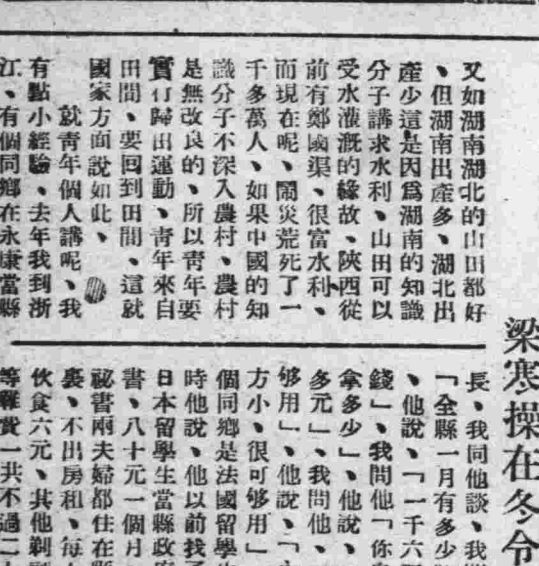 梁寒操在冬令
又如湖南湖北的山田都好
、但湖南出產多、湖北出
產少這是因爲湖南的知識
分子講求水利、山田可以
受水灌溉的緣故、陝西從
前有鄭國渠、很富水利、
而現在呢、鬧災荒死了一
千多萬人、如果中國的知
識分子不深入農村、農村
是無改良的、所以靑年要
實行歸田運動、靑年來自
田間、要回到田間、這就
國家方面說如此、
就靑年個人講呢、我
有點小經驗、去年我到浙
江、有個同鄉在永康當縣
長、我同他談、我
「全縣一月有多少
、他說、「一千六
錢」、我問他「你
拿多少」、他說、
多元」、我問他、
够用」、他說、「
方小、很可够用」
個同鄉是法國留學
時他說、他以前找
日本留學生當縣政
書、八十元一個月
祕書兩夫婦都住在縣
裏、不出房租、每
伙食六元、其他剃
等雜費一共不過二